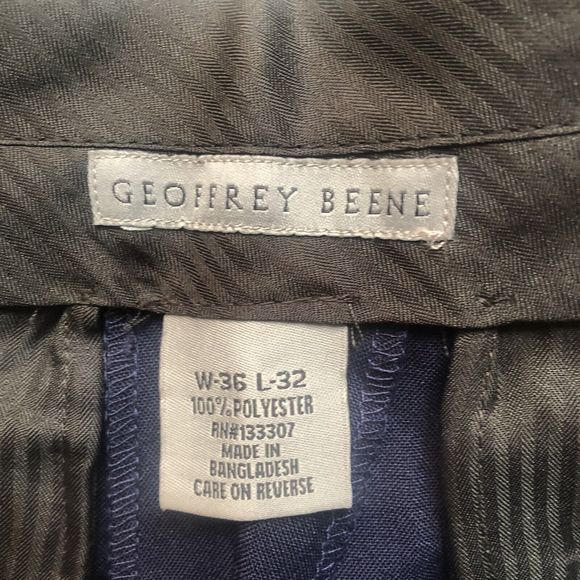 GEOFFREY BEENE
W-36 L-32
100% POLYESTER
RN#133307
MADE IN
BANGLADESH
CARE ON REVERSE